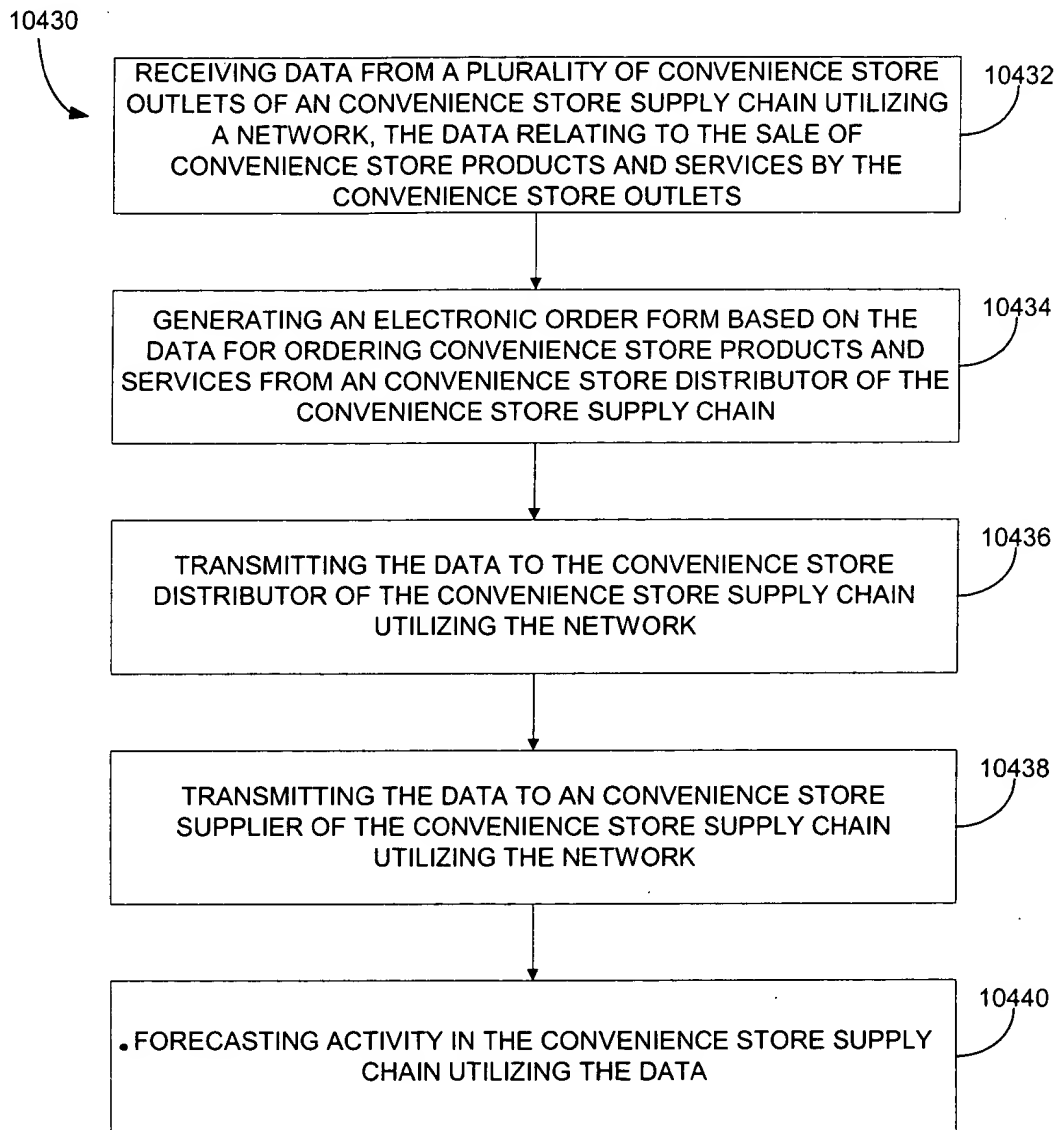 10430
RECEIVING DATA FROM A PLURALITY OF CONVENIENCE STORE
OUTLETS OF AN CONVENIENCE STORE SUPPLY CHAIN UTILIZING
A NETWORK, THE DATA RELATING TO THE SALE OF
CONVENIENCE STORE PRODUCTS AND SERVICES BY THE
CONVENIENCE STORE OUTLETS
10432
GENERATING AN ELECTRONIC ORDER FORM BASED ON THE
DATA FOR ORDERING CONVENIENCE STORE PRODUCTS AND
SERVICES FROM AN CONVENIENCE STORE DISTRIBUTOR OF THE
CONVENIENCE STORE SUPPLY CHAIN
10434
TRANSMITTING THE DATA TO THE CONVENIENCE STORE
DISTRIBUTOR OF THE CONVENIENCE STORE SUPPLY CHAIN
UTILIZING THE NETWORK
10436
TRANSMITTING THE DATA TO AN CONVENIENCE STORE
SUPPLIER OF THE CONVENIENCE STORE SUPPLY CHAIN
UTILIZING THE NETWORK
10438
FORECASTING ACTIVITY IN THE CONVENIENCE STORE SUPPLY
CHAIN UTILIZING THE DATA
10440